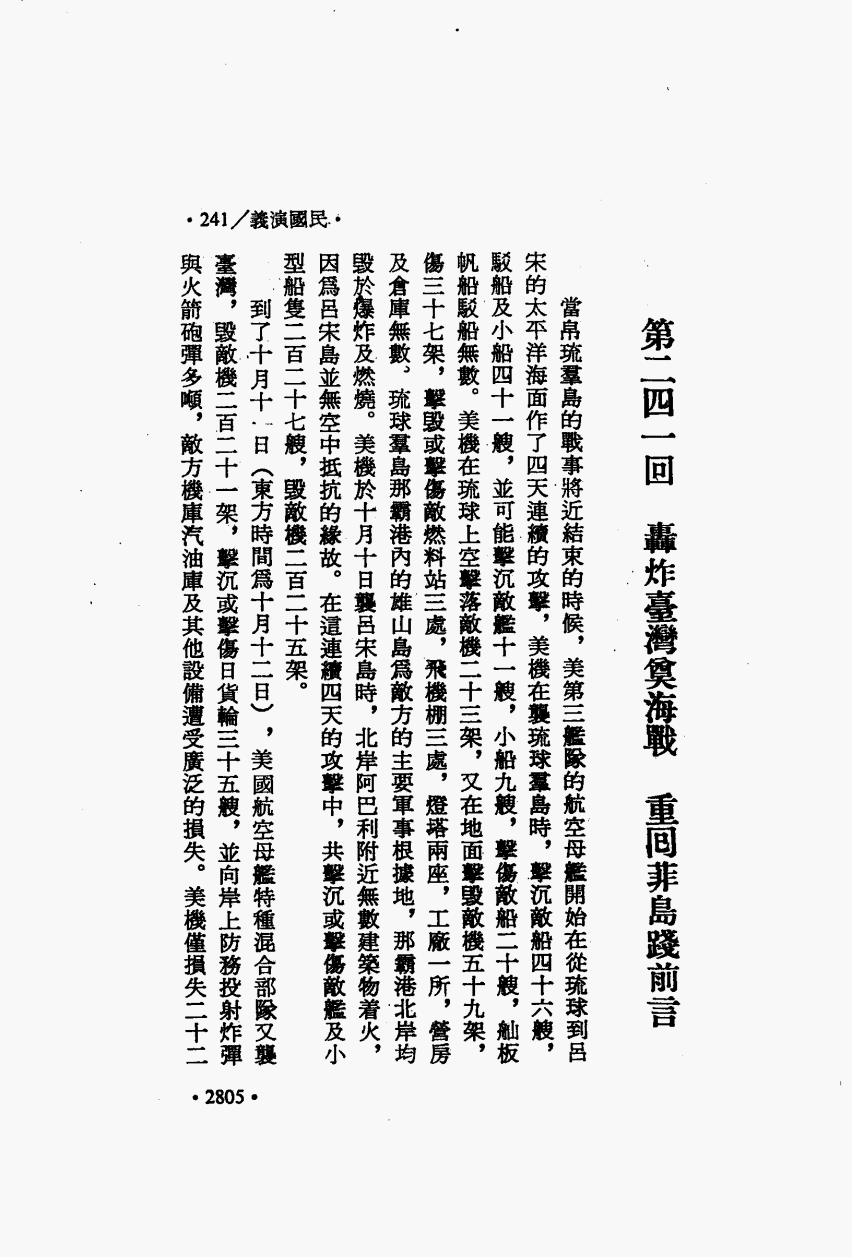 ·241／義演國民·
第二四一回　轟炸臺灣奠海戰　重囘菲島踐前言
當帛琉羣島的戰事將近結束的時候，美第三艦隊的航空母艦開始在從琉球到呂
宋的太平洋海面作了四天連續的攻擊，美機在襲琉球羣島時，擊沉敵船四十六艘，
駁船及小船四十一艘，並可能擊沉敵艦十一艘，小船九艘，擊傷敵船二十艘，舢板
帆船駁船無數。美機在琉球上空擊落敵機二十三架，又在地面擊毀敵機五十九架，
傷三十七架，擊毀或擊傷敵燃料站三處，飛機棚三處，燈塔兩座，工廠一所，營房
及倉庫無數。琉球羣島那霸港內的雄山島爲敵方的主要軍事根據地，那霸港北岸均
毀於爆炸及燃燒。美機於十月十日襲呂宋島時，北岸阿巴利附近無數建築物着火，
因爲呂宋島並無空中抵抗的緣故。在這連續四天的攻擊中，共擊沉或擊傷敵艦及小
型船隻二百二十七艘，毀敵機二百二十五架。
到了十月十一日（東方時間爲十月十二日），美國航空母艦特種混合部隊又襲
臺灣，毀敵機二百二十一架，擊沉或擊傷日貨輪三十五艘，並向岸上防務投射炸彈
與火箭砲彈多噸，敵方機庫汽油庫及其他設備遭受廣泛的損失。美機僅損失二十二
·2805·